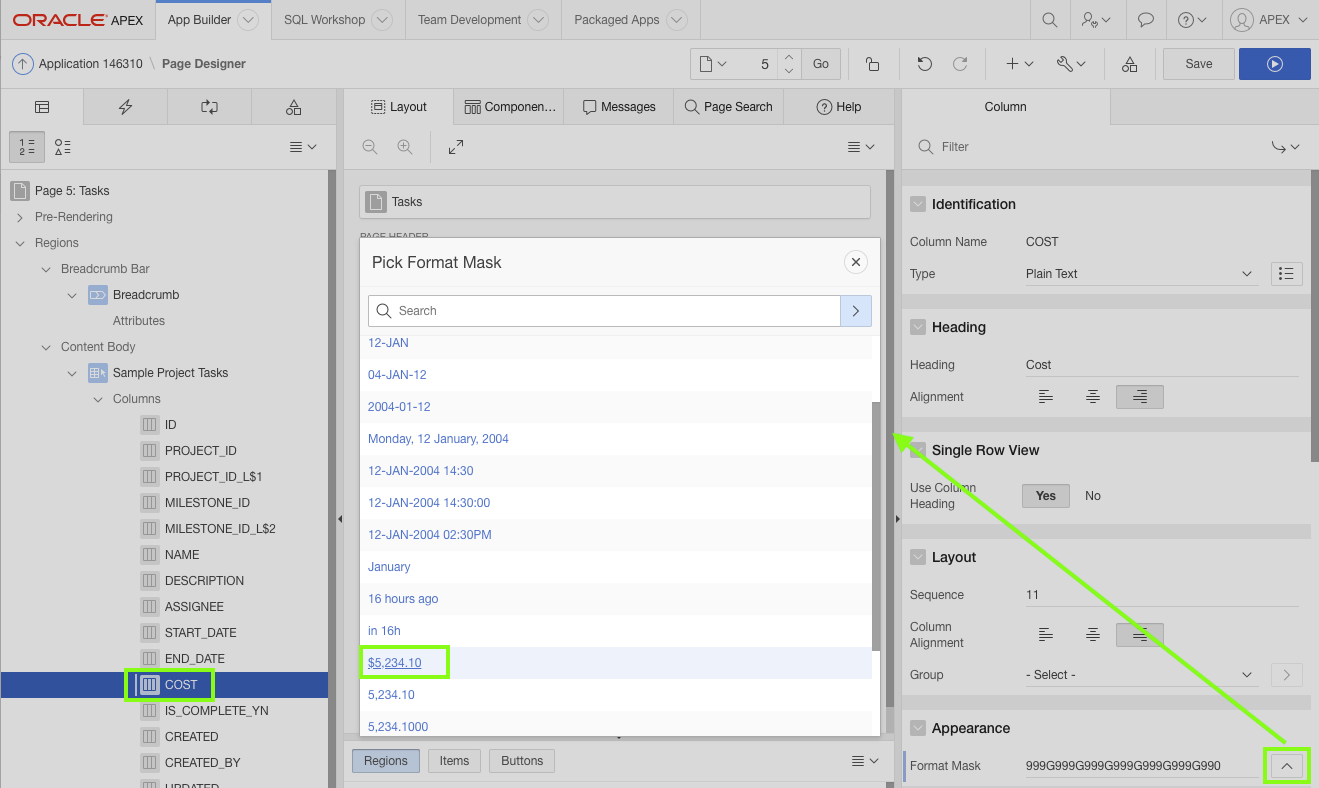 ORACLE APEX
App Builder
SQL Workshop
Team Development
Packaged Apps
APEX
Application 146310 \ Page Designer
5
Go
Save
Layout
Componen...
Messages
Page Search
Help
Column
1
2
Filter
Page 5: Tasks
Pre-Rendering
Regions
Breadcrumb Bar
Breadcrumb
Attributes
Content Body
Sample Project Tasks
Columns
ID
PROJECT_ID
PROJECT_ID_L$1
MILESTONE_ID
MILESTONE_ID_L$2
NAME
DESCRIPTION
ASSIGNEE
START_DATE
END_DATE
COST
IS_COMPLETE_YN
CREATED
CREATED_BY
UPDATED
Tasks
PAGE HEADER
Pick Format Mask
Search
12-JAN
04-JAN-12
2004-01-12
Monday, 12 January, 2004
12-JAN-2004 14:30
12-JAN-2004 14:30:00
12-JAN-2004 02:30PM
January
16 hours ago
in 16h
$5,234.10
5,234.10
5,234.1000
Regions
Items
Buttons
Identification
Column Name COST
Type Plain Text
Heading
Heading Cost
Alignment
Single Row View
Use Column
Heading
Yes No
Layout
Sequence 11
Column
Alignment
Group - Select -
Appearance
Format Mask 999G999G999G999G999G999G990